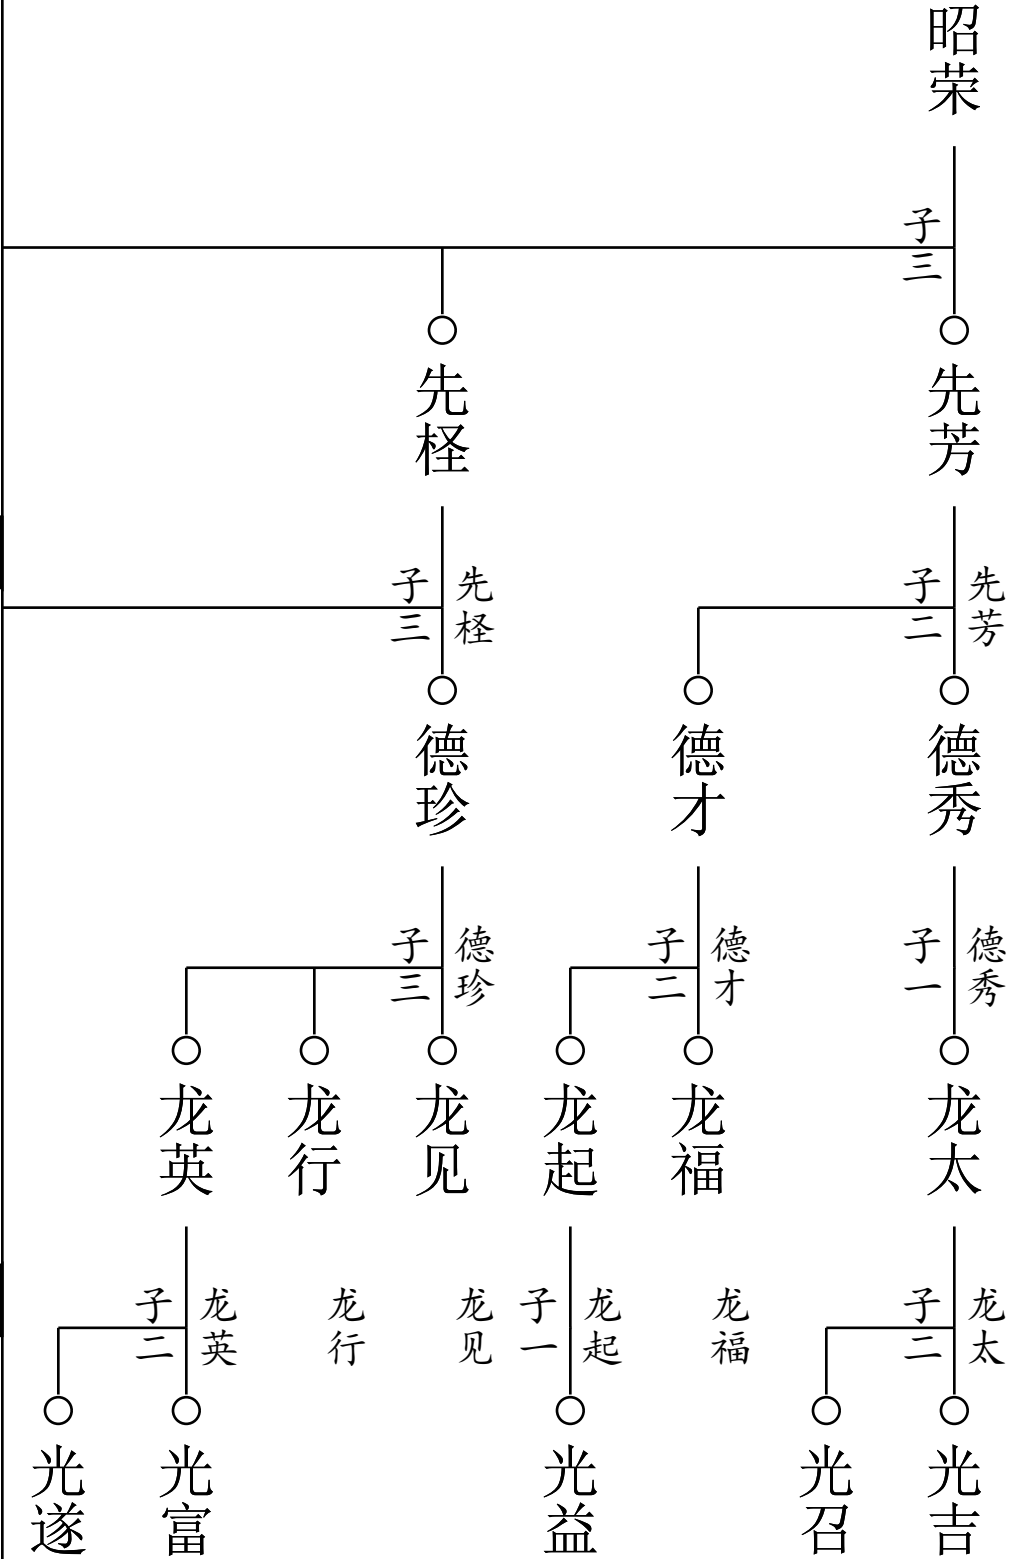 昭荣
子三
先芳
先柽
先芳
子二
先柽
子三
德秀
德才
德珍
德秀
子一
德才
子二
德珍
子三
龙太
龙福
龙起
龙见
龙行
龙英
龙太
子二
龙福
龙起
子一
龙见
龙行
龙英
子二
光吉
光召
光益
光富
光遂